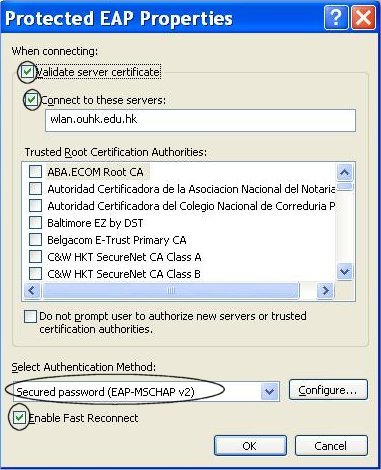 Protected EAP Properties
When connecting:
Validate server certificate
Connect to these servers:
wlan.ouhk.edu.hk
Trusted Root Certification Authorities:
ABA.ECOM Root CA
Autoridad Certificadora de la Asociacion Nacional del Notaria
Autoridad Certificadora del Colegio Nacional de Correduria P
Baltimore EZ by DST
Belgacom E-Trust Primary CA
C&W HKT SecureNet CA Class A
C&W HKT SecureNet CA Class B
Do not prompt user to authorize new servers or trusted
certification authorities.
Select Authentication Method:
Secured password (EAP-MSCHAP v2)
Configure...
Enable Fast Reconnect
OK
Cancel